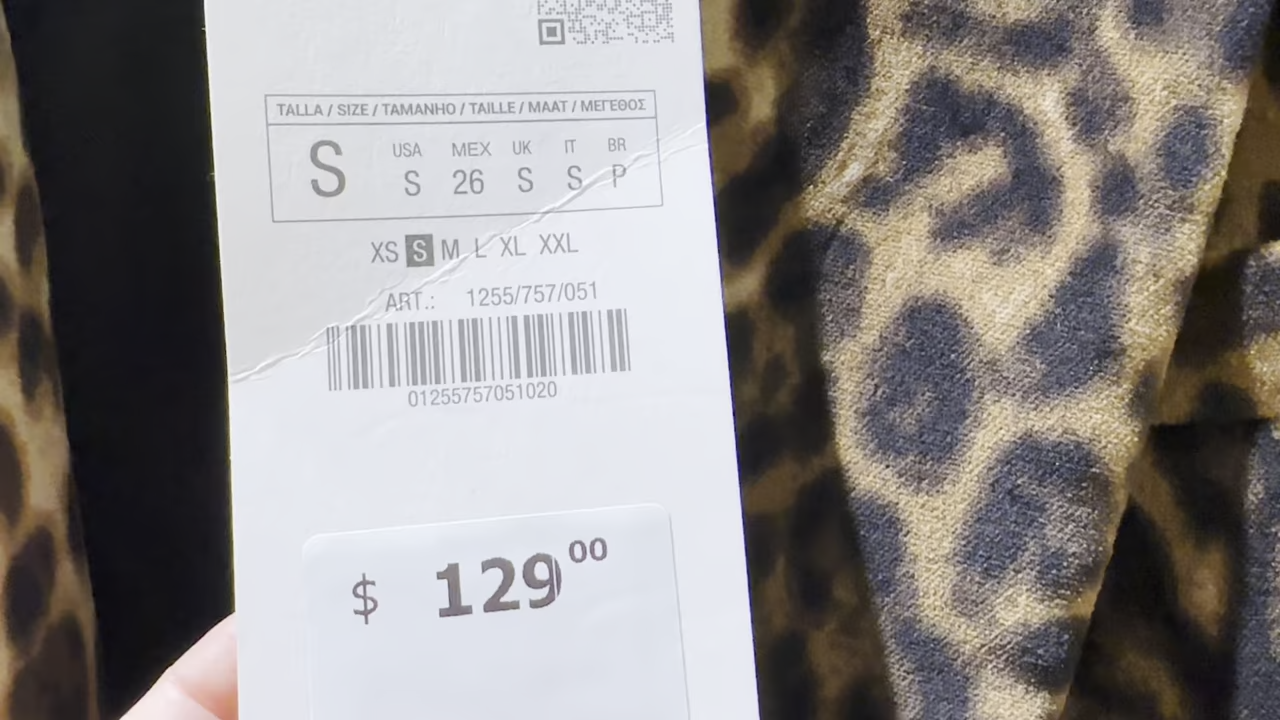 TALLA / SIZE / TAMANHO / TAILLE / MAAT / ΜΕΓΕΘΟΣ
S
USA MEX UK IT BR
S 26 S S P
XS S M L XL XXL
ART.: 1255/757/051
01255757051020
$ 129 00